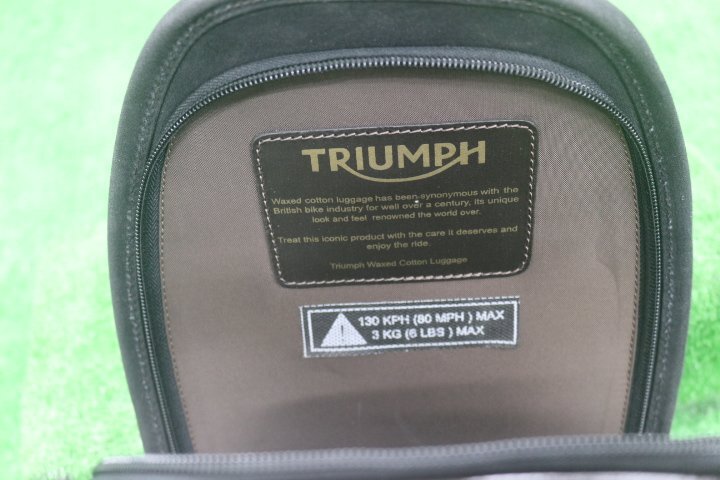 TRIUMPH
Waxed cotton luggage has been synonymous with the
British bike industry for well over a century, its unique
look and feel renowned the world over.
Treat this iconic product with the care it deserves and
enjoy the ride.
Triumph Waxed Cotton Luggage
130 KPH (80 MPH ) MAX
3 KG (6 LBS ) MAX